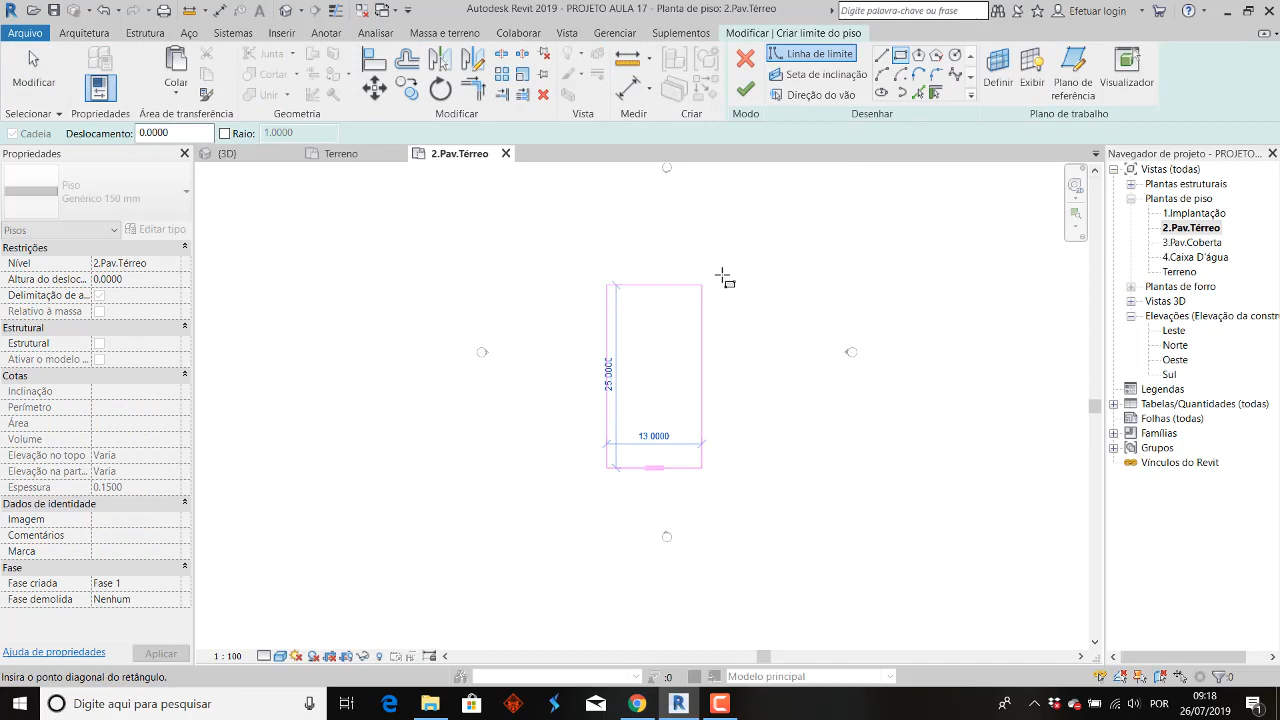 Autodesk Revit 2019 - PROJETO AULA 17 - Planta de piso: 2.Pav.Térreo
Digite palavra-chave ou frase
Efetuar login
Arquivo Arquitetura Estrutura Aço Sistemas Inserir Anotar Analisar Massa e terreno Colaborar Vista Gerenciar Suplementos Modificar | Criar limite do piso
Modificar
Colar
Junta
Cortar
Unir
Linha de limite
Seta de inclinação
Direção do vão
Definir Exibir Plano de referência Visualizador
Selecionar Propriedades Área de transferência Geometria Modificar Vista Medir Criar Modo Desenhar Plano de trabalho
Cadeia Deslocamento: 0.0000 Raio: 1.0000
Propriedades
{3D} Terreno 2.Pav.Térreo
Navegador de projeto - PROJETO...
Piso
Genérico 150 mm
Pisos Editar tipo
Restrições
Nível 2.Pav.Térreo
Altura do desloc... 0.0000
Delimitação de a...
Relativo à massa
Estrutural
Estrutural
Ativar o modelo ...
Cotas
Inclinação
Perímetro
Área
Volume
Elevação no topo Varia
Elevação na part... Varia
Espessura 0.1500
Dados de identidade
Imagem
Comentários
Marca
Fase
Fase criada Fase 1
Fase demolida Nenhum
Ajuda de propriedades Aplicar
25.0000
13.0000
Vistas (todas)
Plantas estruturais
Plantas de piso
1.Implantação
2.Pav.Térreo
3.Pav.Coberta
4.Caixa D'água
Terreno
Plantas de forro
Vistas 3D
Elevações (Elevação da constr
Leste
Norte
Oeste
Sul
Legendas
Tabelas/Quantidades (todas)
Folhas (todas)
Famílias
Grupos
Vínculos do Revit
1 : 100
Insira o ponto diagonal do retângulo.
:0
Modelo principal
:0
Digite aqui para pesquisar
POR
09:18
26/07/2019